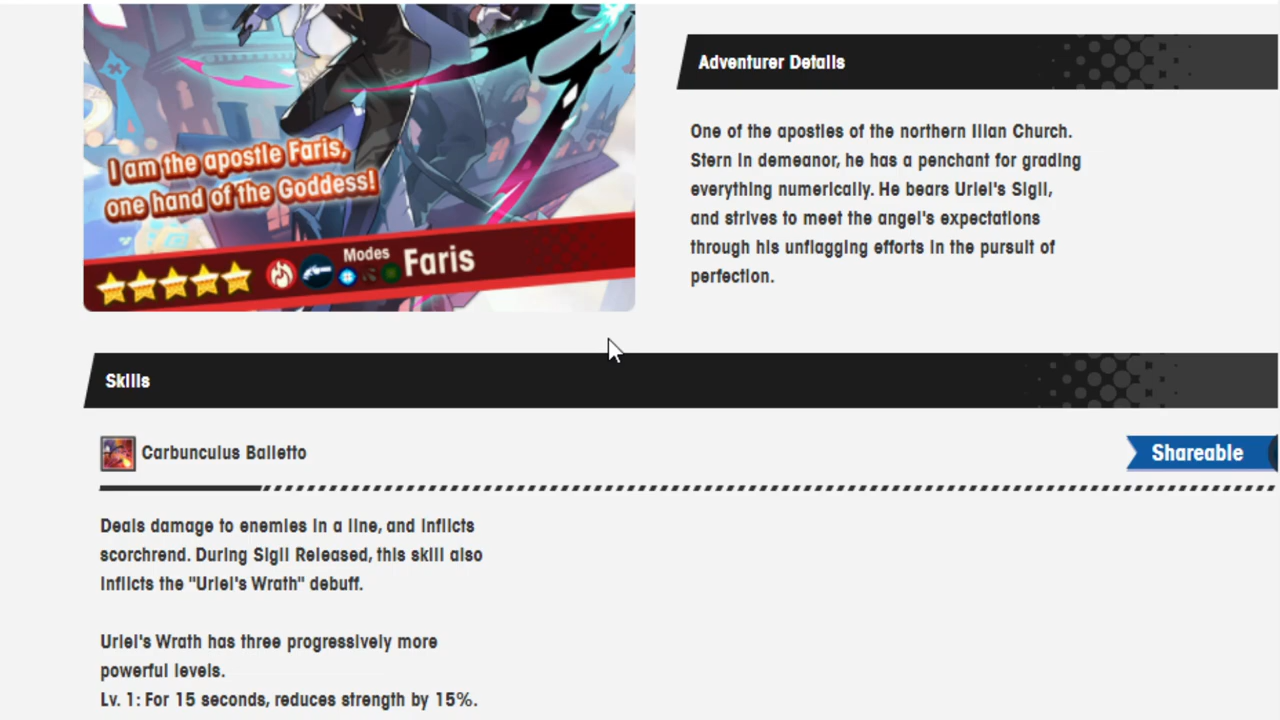 I am the apostle Faris,
one hand of the Goddess!
Modes
Faris
Adventurer Details
One of the apostles of the northern Ilian Church.
Stern in demeanor, he has a penchant for grading
everything numerically. He bears Uriel's Sigil,
and strives to meet the angel's expectations
through his unflagging efforts in the pursuit of
perfection.
Skills
Carbunculus Balletto
Shareable
Deals damage to enemies in a line, and inflicts
scorchrend. During Sigil Released, this skill also
inflicts the "Uriel's Wrath" debuff.
Uriel's Wrath has three progressively more
powerful levels.
Lv. 1: For 15 seconds, reduces strength by 15%.